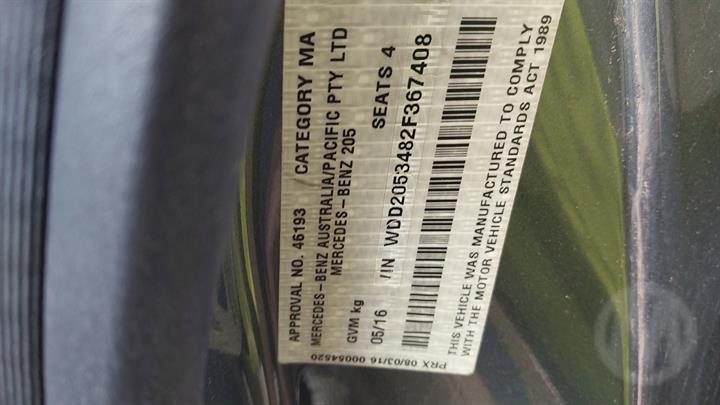 APPROVAL NO. 46193 CATEGORY MA
MERCEDES-BENZ AUSTRALIA/PACIFIC PTY LTD
MERCEDES-BENZ 205
GVM kg SEATS 4
05/16
VIN WDD2053482F367408
THIS VEHICLE WAS MANUFACTURED TO COMPLY
WITH THE MOTOR VEHICLE STANDARDS ACT 1989
PRX 08/03/16 00054520